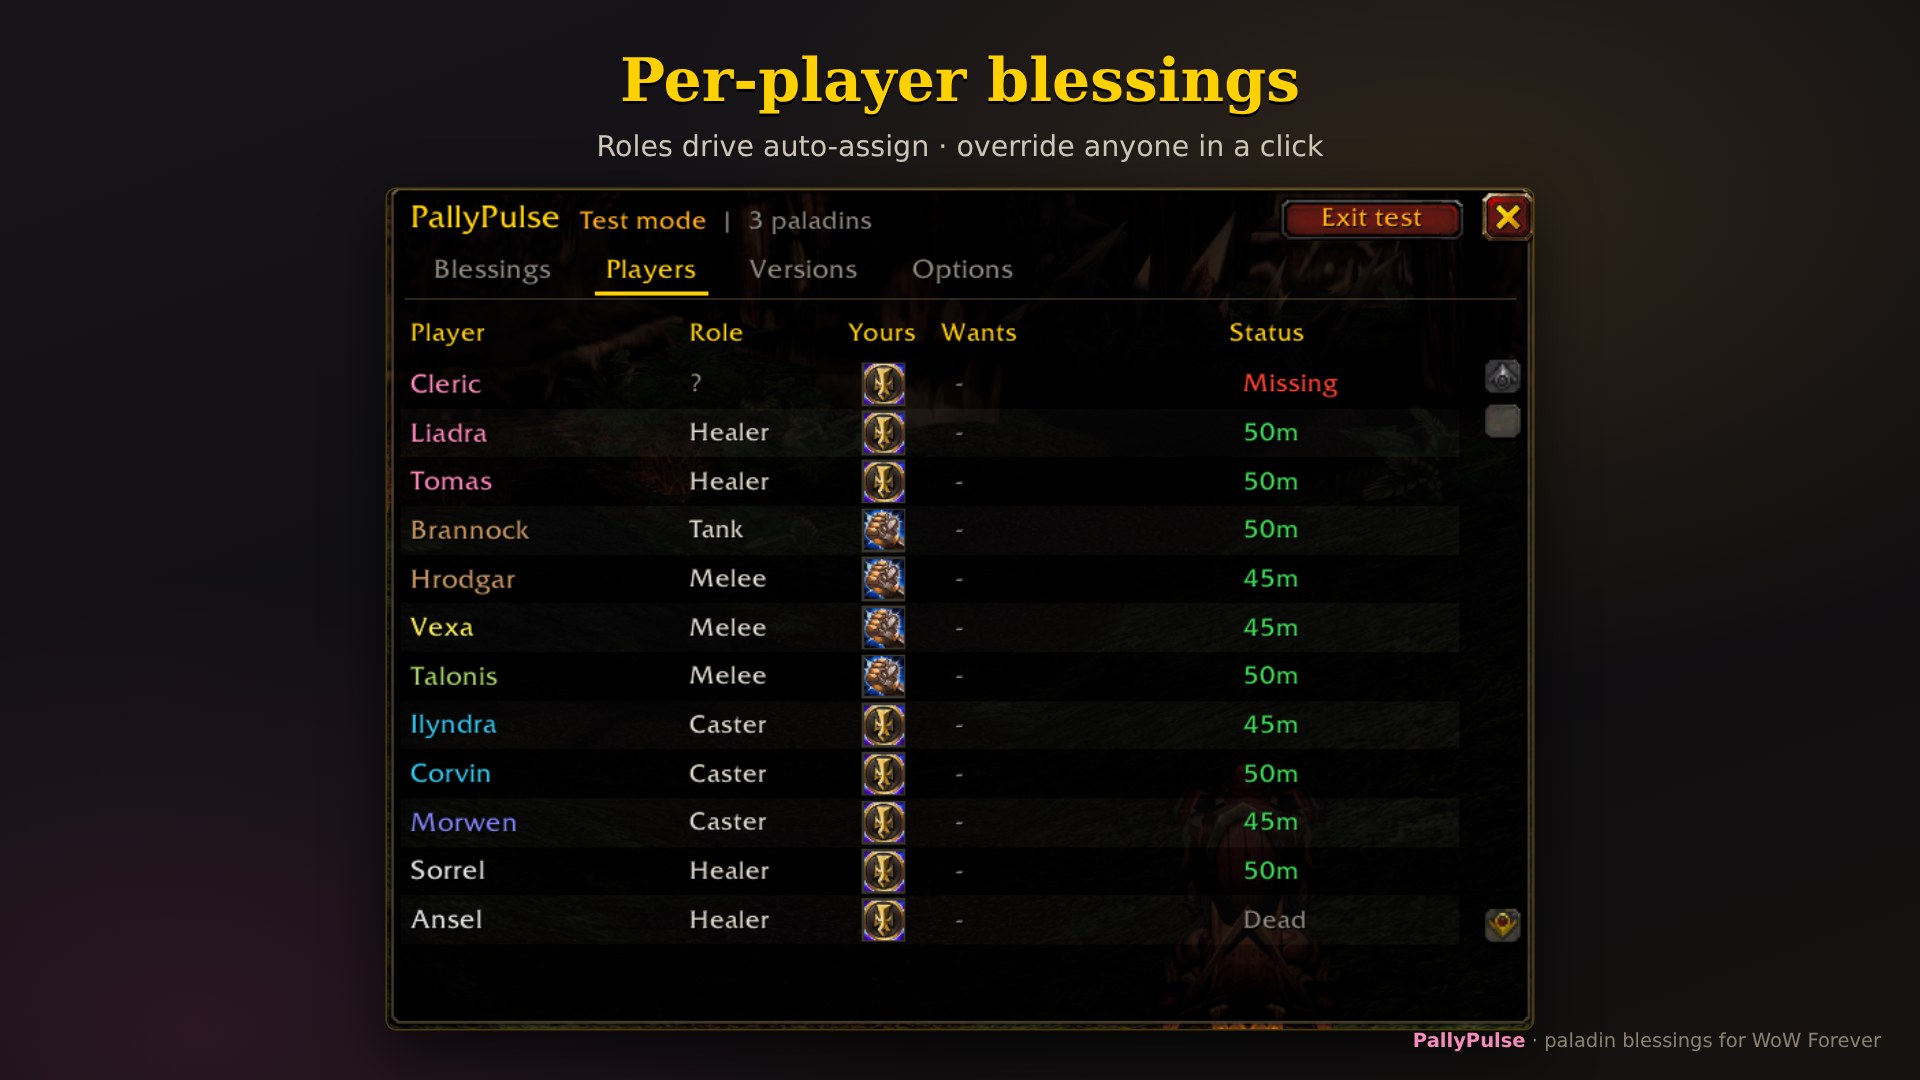 Per-player blessings
Roles drive auto-assign · override anyone in a click
PallyPulse Test mode | 3 paladins Exit test
Blessings Players Versions Options
Player Role Yours Wants Status
Cleric ? - Missing
Liadra Healer - 50m
Tomas Healer - 50m
Brannock Tank - 50m
Hrodgar Melee - 45m
Vexa Melee - 45m
Talonis Melee - 50m
Ilyndra Caster - 45m
Corvin Caster - 50m
Morwen Caster - 45m
Sorrel Healer - 50m
Ansel Healer - Dead
PallyPulse · paladin blessings for WoW Forever